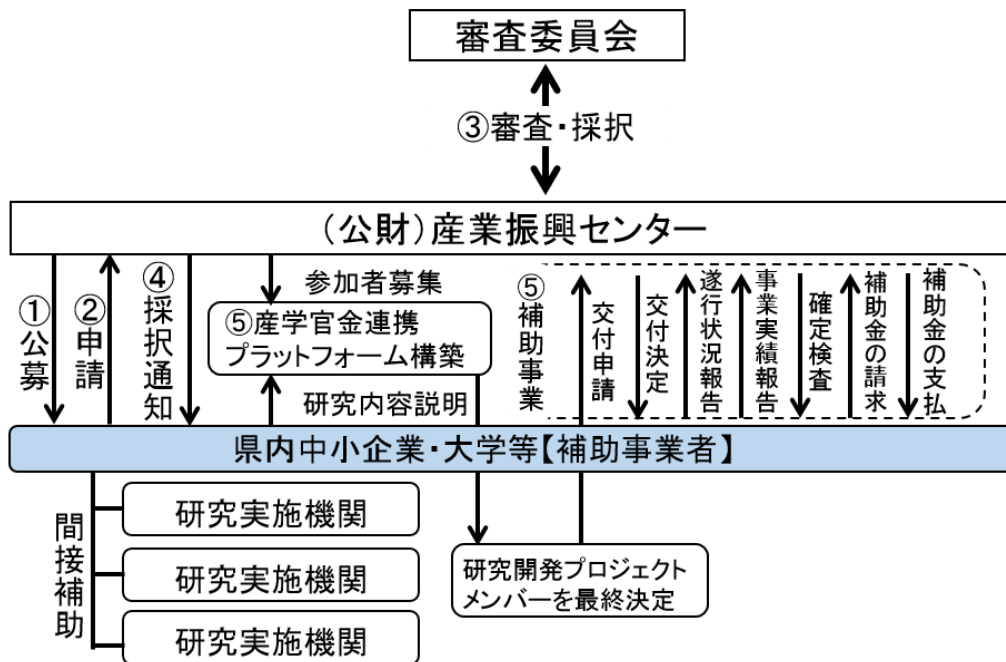 審査委員会
③審査・採択
（公財）産業振興センター
①公募
②申請
④採択通知
参加者募集
⑤産学官金連携
プラットフォーム構築
研究内容説明
⑤補助事業
交付申請
交付決定
遂行状況報告
事業実績報告
確定検査
補助金の請求
補助金の支払
県内中小企業・大学等【補助事業者】
間接補助
研究実施機関
研究実施機関
研究実施機関
研究開発プロジェクト
メンバーを最終決定